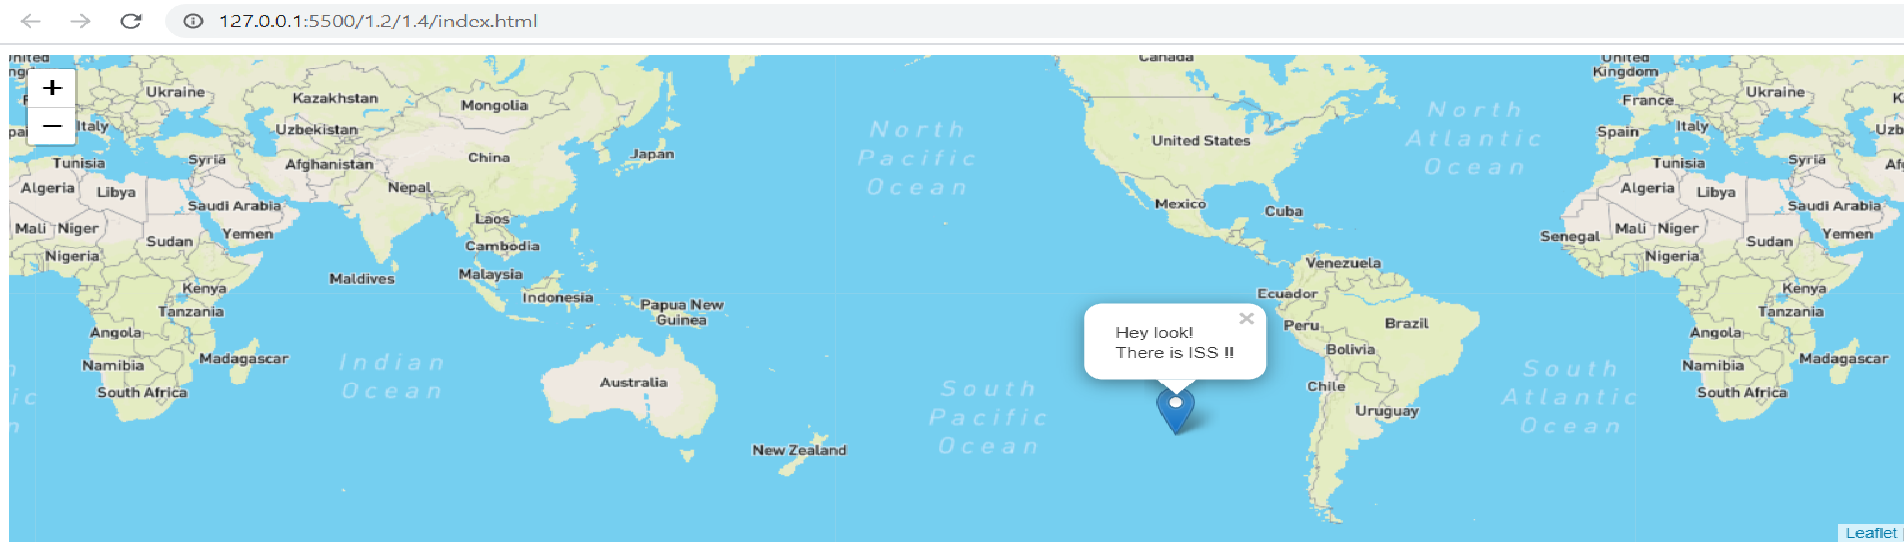 127.0.0.1:5500/1.2/1.4/index.html
+
−
Italy
Ukraine
Kazakhstan
Mongolia
Uzbekistan
Tunisia
Syria
Afghanistan
China
Japan
Algeria
Libya
Nepal
Saudi Arabia
Mali
Niger
Sudan
Yemen
Laos
Nigeria
Cambodia
Maldives
Malaysia
Kenya
Indonesia
Tanzania
Papua New
Guinea
Angola
Madagascar
Namibia
South Africa
Indian
Ocean
Australia
New Zealand
North
Pacific
Ocean
South
Pacific
Ocean
Canada
United States
Mexico
Cuba
Venezuela
Ecuador
Peru
Brazil
Bolivia
Chile
Uruguay
Hey look!
There is ISS !!
×
North
Atlantic
Ocean
South
Atlantic
Ocean
United
Kingdom
France
Ukraine
Spain
Italy
Tunisia
Syria
Algeria
Libya
Saudi Arabia
Senegal
Mali
Niger
Sudan
Yemen
Nigeria
Kenya
Tanzania
Angola
Madagascar
Namibia
South Africa
Leaflet